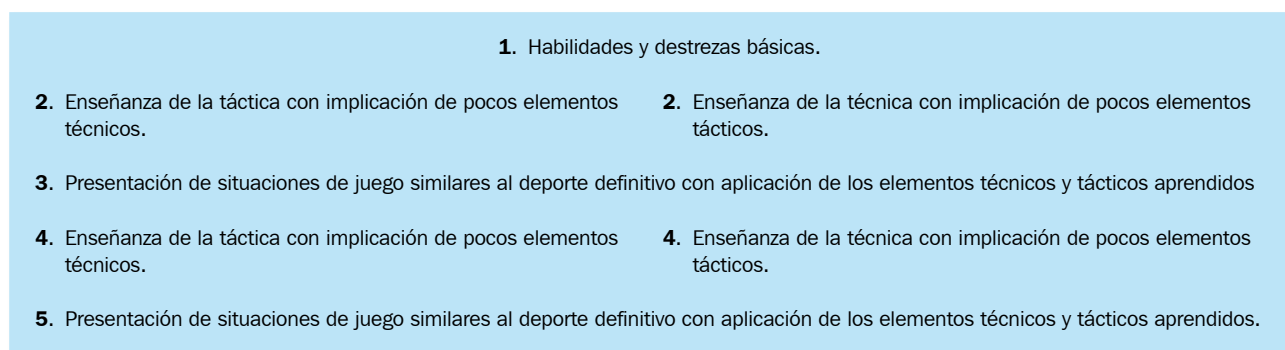 1. Habilidades y destrezas básicas.
2. Enseñanza de la táctica con implicación de pocos elementos
técnicos.
2. Enseñanza de la técnica con implicación de pocos elementos
tácticos.
3. Presentación de situaciones de juego similares al deporte definitivo con aplicación de los elementos técnicos y tácticos aprendidos
4. Enseñanza de la táctica con implicación de pocos elementos
técnicos.
4. Enseñanza de la técnica con implicación de pocos elementos
tácticos.
5. Presentación de situaciones de juego similares al deporte definitivo con aplicación de los elementos técnicos y tácticos aprendidos.